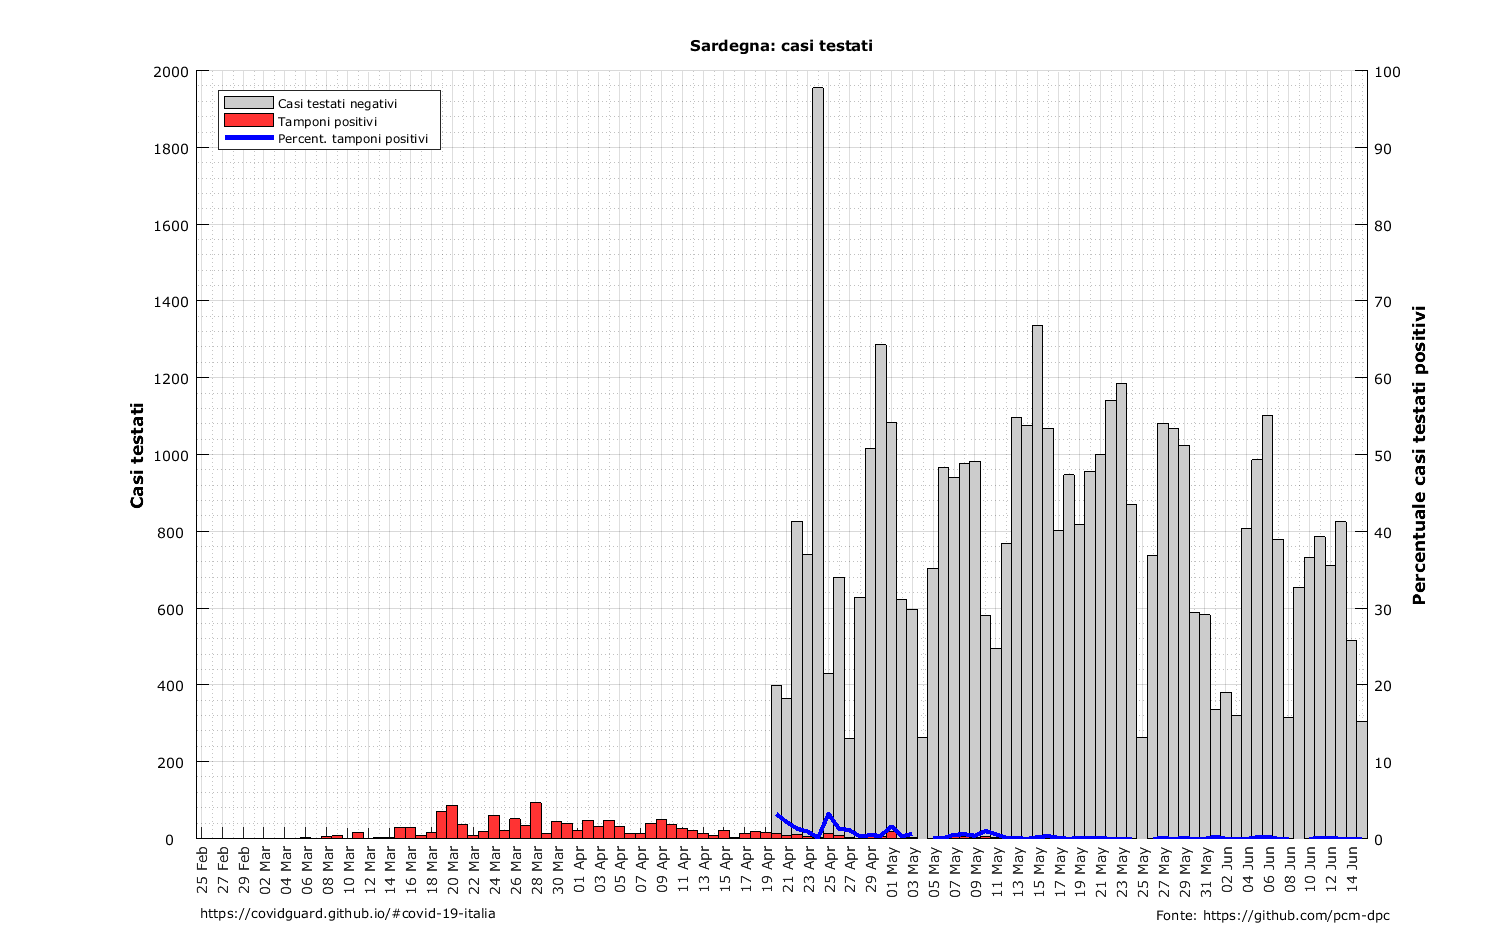 Sardegna: casi testati
Casi testati negativi
Tamponi positivi
Percent. tamponi positivi
Casi testati
2000
1800
1600
1400
1200
1000
800
600
400
200
0
100
90
80
70
60
50
40
30
20
10
0
Percentuale casi testati positivi
25 Feb
27 Feb
29 Feb
02 Mar
04 Mar
06 Mar
08 Mar
10 Mar
12 Mar
14 Mar
16 Mar
18 Mar
20 Mar
22 Mar
24 Mar
26 Mar
28 Mar
30 Mar
01 Apr
03 Apr
05 Apr
07 Apr
09 Apr
11 Apr
13 Apr
15 Apr
17 Apr
19 Apr
21 Apr
23 Apr
25 Apr
27 Apr
29 Apr
01 May
03 May
05 May
07 May
09 May
11 May
13 May
15 May
17 May
19 May
21 May
23 May
25 May
27 May
29 May
31 May
02 Jun
04 Jun
06 Jun
08 Jun
10 Jun
12 Jun
14 Jun
https://covidguard.github.io/#covid-19-italia
Fonte: https://github.com/pcm-dpc